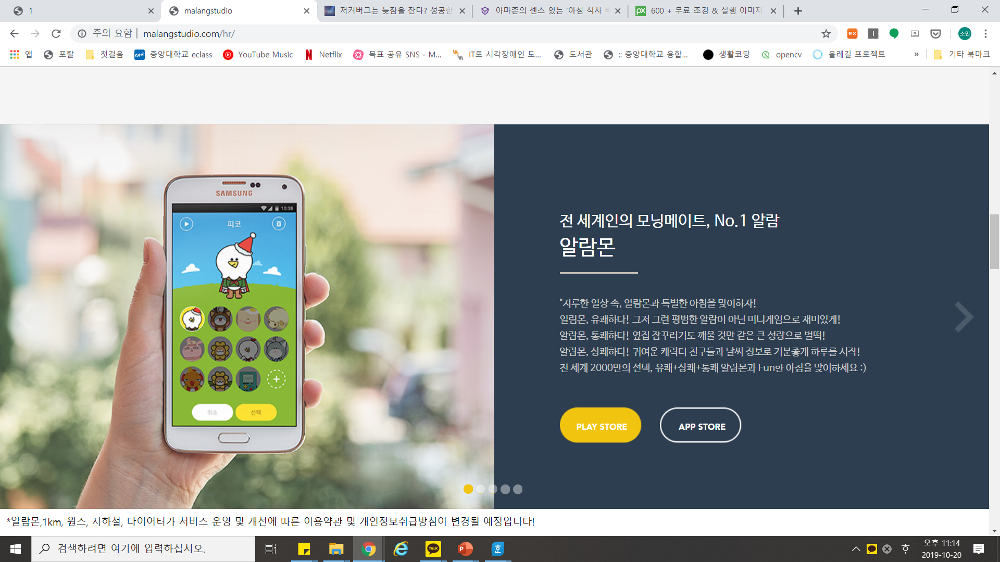 1
malangstudio
저커버그는 늦잠을 잔다? 성공한
아마존의 센스 있는 '아침 식사
600 + 무료 조깅 & 실행 이미지
주의 요함
malangstudio.com/hr/
앱
포탈
첫걸음
중앙대학교 eclass
YouTube Music
Netflix
목표 공유 SNS - M...
IT로 시각장애인 도...
도서관
:: 중앙대학교 융합...
생활코딩
opencv
올레길 프로젝트
»
기타 북마크
SAMSUNG
10:38
피코
취소
선택
전 세계인의 모닝메이트, No.1 알람
알람몬
"지루한 일상 속, 알람몬과 특별한 아침을 맞이하자!
일림몬, 유쾌하다! 그저 그런 평범한 알람이 아닌 미니게임으로 재미있게!
알람몬, 통쾌하다! 옆집 잠꾸러기도 깨울 것만 같은 큰 성량으로 벌떡!
알람몬, 상쾌하다! 귀여운 캐릭터 친구들과 날씨 정보로 기분좋게 하루를 시작!
전 세계 2000만의 선택, 유쾌+상쾌+통쾌 알람몬과 Fun한 아침을 맞이하세요 :)
PLAY STORE
APP STORE
*알람몬,1km, 원스, 지하철, 다이어터가 서비스 운영 및 개선에 따른 이용약관 및 개인정보취급방침이 변경될 예정입니다!
검색하려면 여기에 입력하십시오.
오후 11:14
2019-10-20